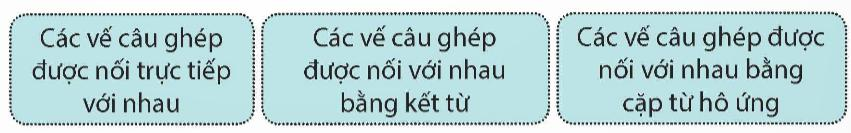 Các vế câu ghép
được nối trực tiếp
với nhau
Các vế câu ghép
được nối với nhau
bằng kết từ
Các vế câu ghép được
nối với nhau bằng
cặp từ hô ứng